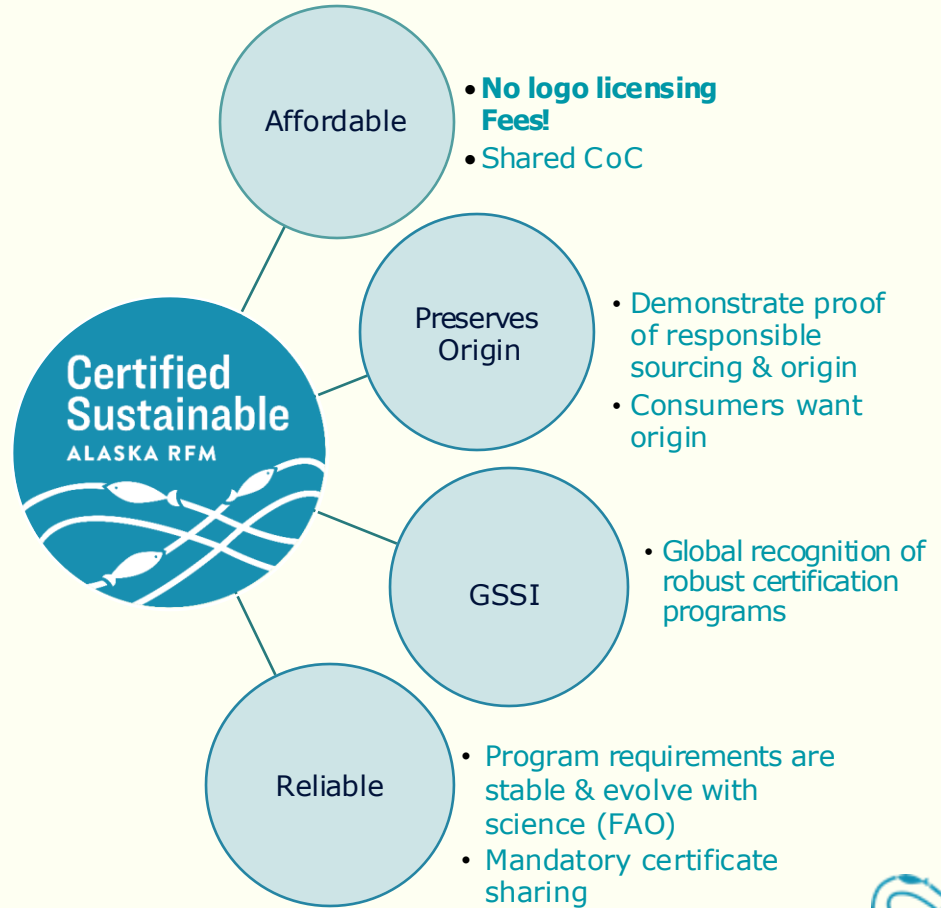 Affordable
• No logo licensing
Fees!
• Shared CoC
Preserves
Origin
• Demonstrate proof
of responsible
sourcing & origin
• Consumers want
origin
Certified
Sustainable
ALASKA RFM
GSSI
• Global recognition of
robust certification
programs
Reliable
• Program requirements are
stable & evolve with
science (FAO)
• Mandatory certificate
sharing